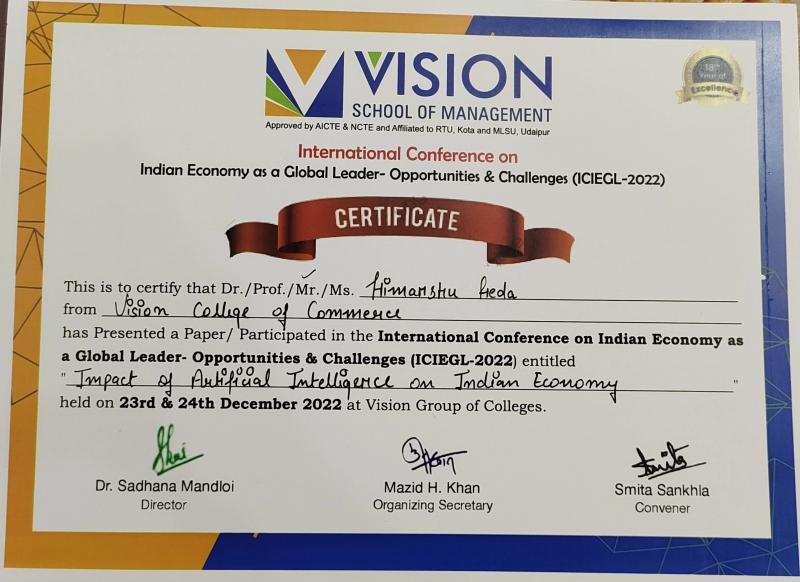 VISION
SCHOOL OF MANAGEMENT
Approved by AICTE & NCTE and Affiliated to RTU, Kota and MLSU, Udaipur
18th
Year of
Excellence
International Conference on
Indian Economy as a Global Leader- Opportunities & Challenges (ICIEGL-2022)
CERTIFICATE
This is to certify that Dr./Prof./Mr./Ms. Himanshu Heda
from Vision College of Commerce
has Presented a Paper/ Participated in the International Conference on Indian Economy as
a Global Leader- Opportunities & Challenges (ICIEGL-2022) entitled
" Impact of Artificial Intelligence on Indian Economy "
held on 23rd & 24th December 2022 at Vision Group of Colleges.
Dr. Sadhana Mandloi
Director
Mazid H. Khan
Organizing Secretary
Smita Sankhla
Convener